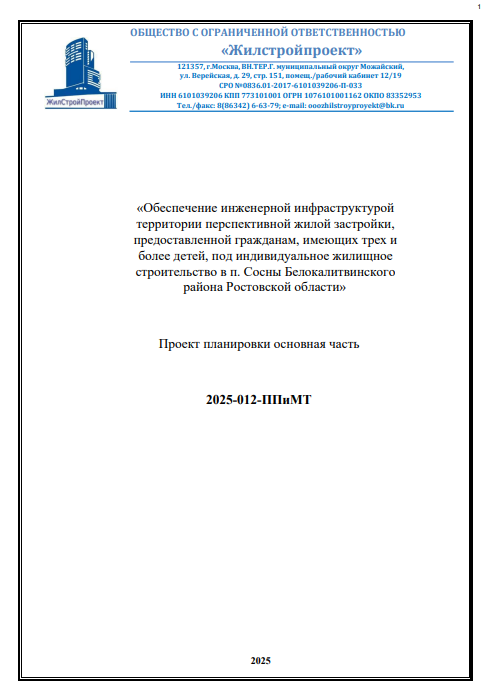 1
ОБЩЕСТВО С ОГРАНИЧЕННОЙ ОТВЕТСТВЕННОСТЬЮ
«Жилстройпроект»
121357, г.Москва, ВН.ТЕР.Г. муниципальный округ Можайский,
ул. Верейская, д. 29, стр. 151, помещ./рабочий кабинет 12/19
СРО №0836.01-2017-6101039206-П-033
ИНН 6101039206 КПП 773101001 ОГРН 1076101001162 ОКПО 83352953
Тел./факс: 8(86342) 6-63-79; e-mail: ooozhilstroyproyekt@bk.ru
ЖилСтройПроект
«Обеспечение инженерной инфраструктурой
территории перспективной жилой застройки,
предоставленной гражданам, имеющих трех и
более детей, под индивидуальное жилищное
строительство в п. Сосны Белокалитвинского
района Ростовской области»
Проект планировки основная часть
2025-012-ППиМТ
2025